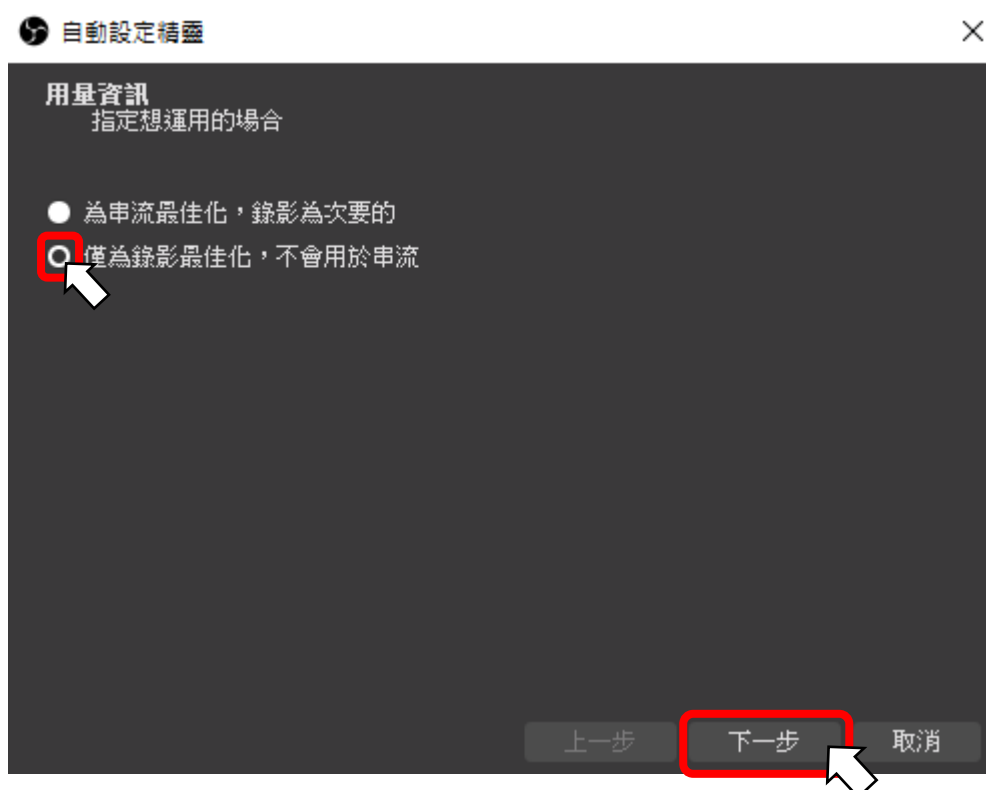 自動設定精靈
用量資訊
指定想運用的場合
為串流最佳化，錄影為次要的
僅為錄影最佳化，不會用於串流
上一步 下一步 取消